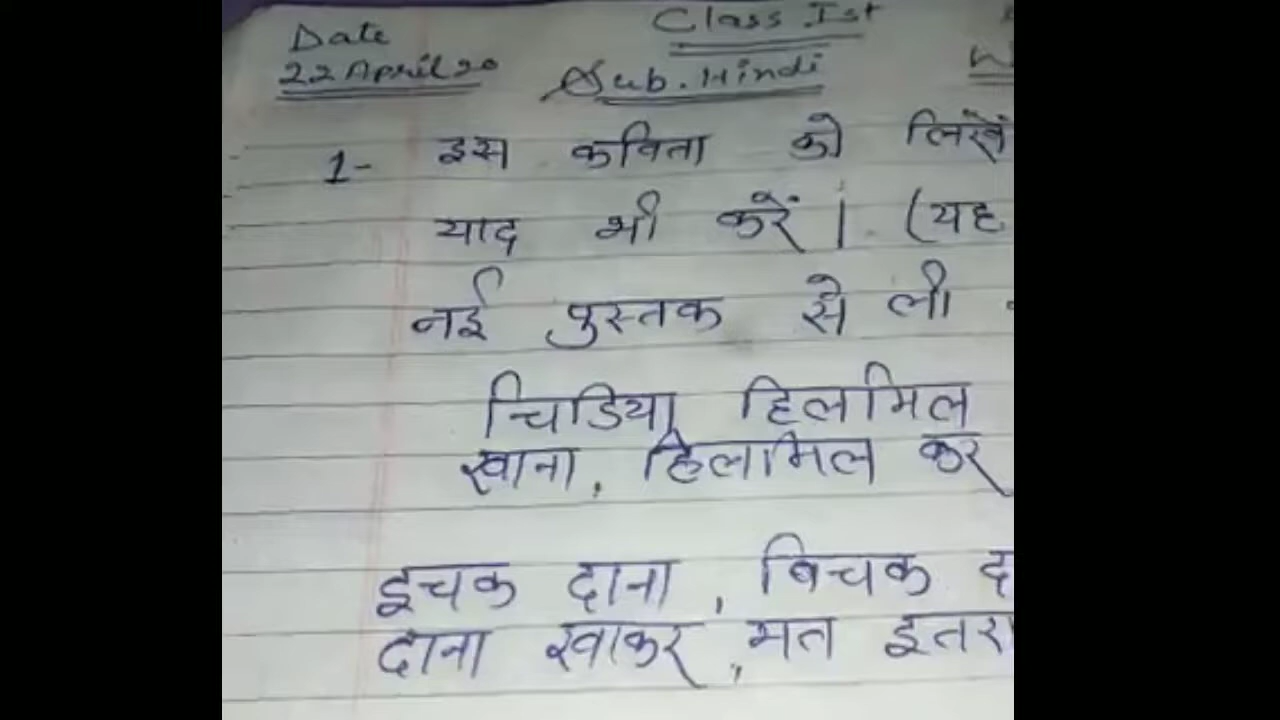 Class Ist
Date
22 April 20
Sub. Hindi
1- इस कविता को लिखें
याद भी करें। (यह
नई पुस्तक से ली
चिडिया, हिलमिल
खाना, हिलमिल कर
इचक दाना, बिचक
दाना खाकर, मत इतरा